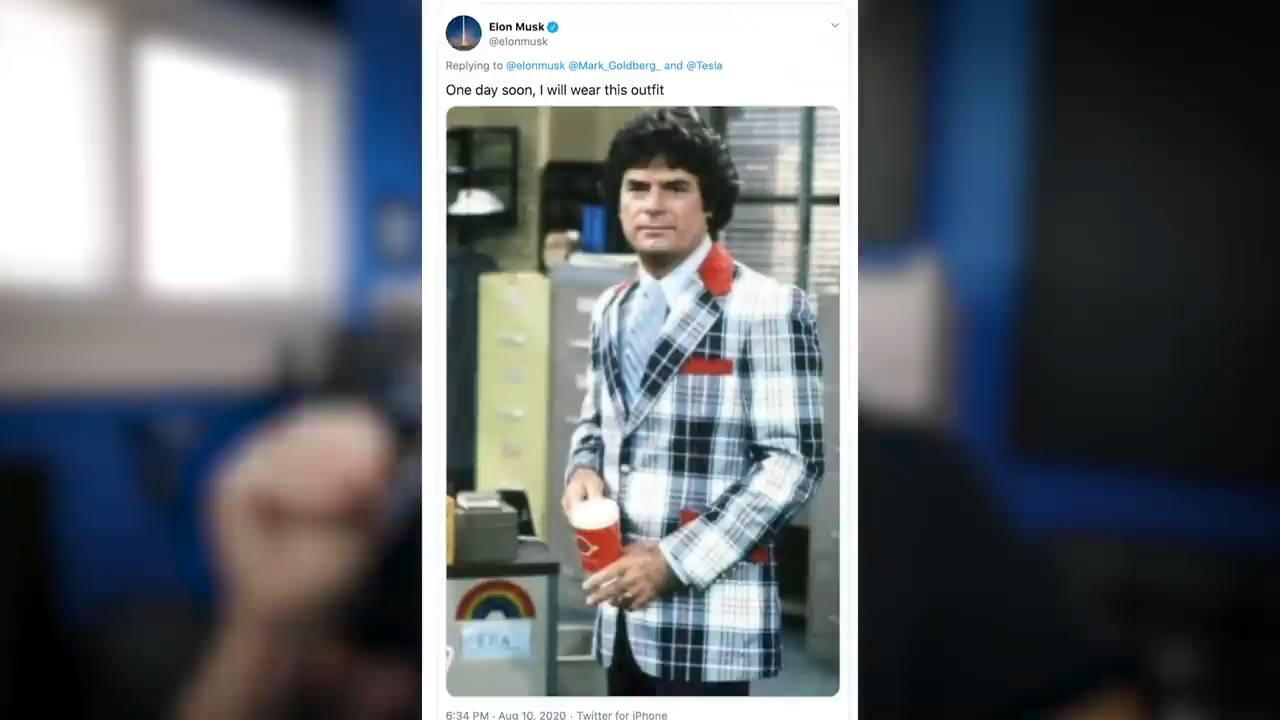 Elon Musk
@elonmusk
Replying to @elonmusk @Mark_Goldberg_ and @Tesla
One day soon, I will wear this outfit
6:34 PM · Aug 10, 2020 · Twitter for iPhone